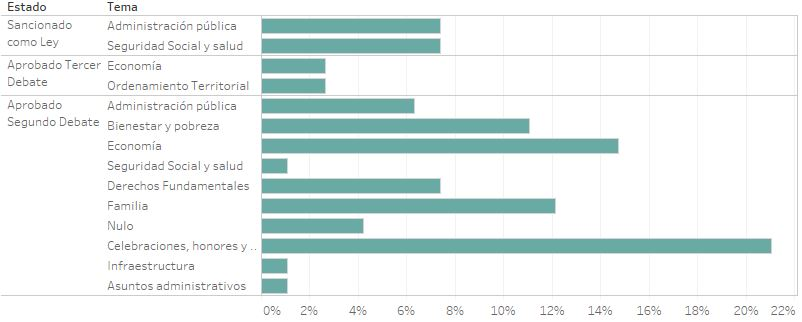 Estado Tema
Sancionado como Ley
Administración pública
Seguridad Social y salud
Aprobado Tercer Debate
Economía
Ordenamiento Territorial
Aprobado Segundo Debate
Administración pública
Bienestar y pobreza
Economía
Seguridad Social y salud
Derechos Fundamentales
Familia
Nulo
Celebraciones, honores y ..
Infraestructura
Asuntos administrativos
0% 2% 4% 6% 8% 10% 12% 14% 16% 18% 20% 22%